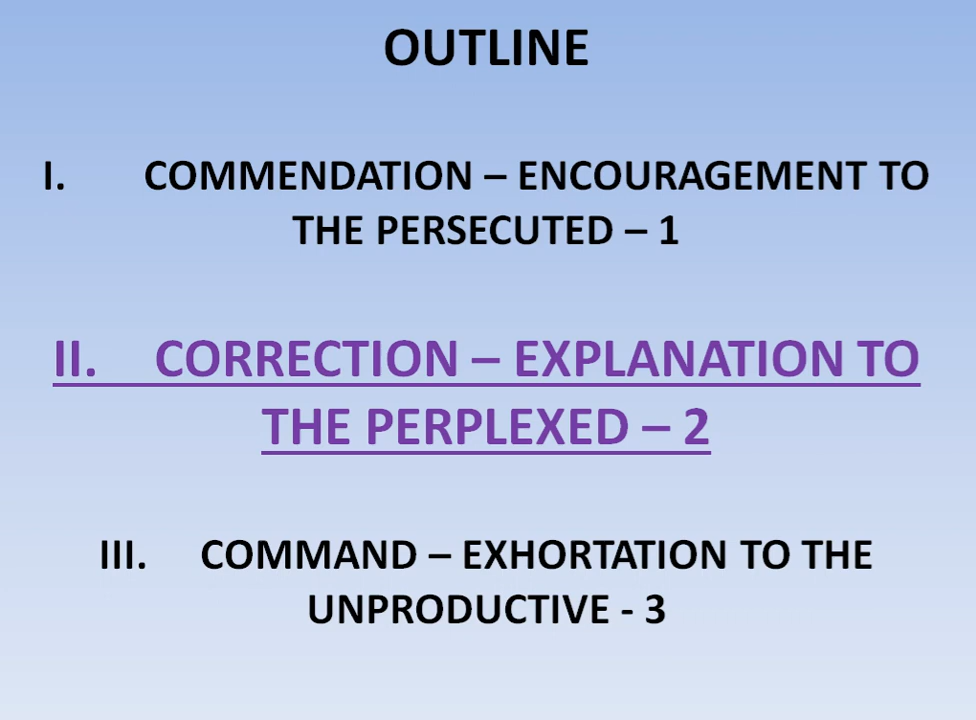 OUTLINE
I. COMMENDATION – ENCOURAGEMENT TO
THE PERSECUTED – 1
II. CORRECTION – EXPLANATION TO
THE PERPLEXED – 2
III. COMMAND – EXHORTATION TO THE
UNPRODUCTIVE - 3